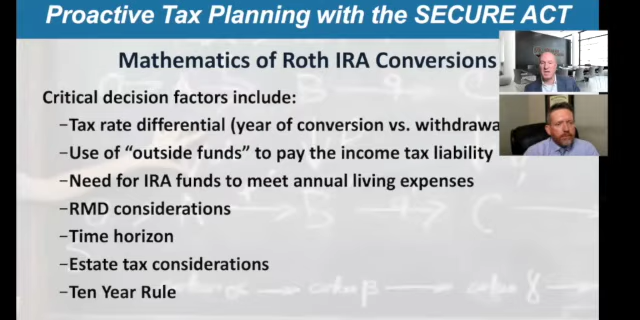 Proactive Tax Planning with the SECURE ACT
Mathematics of Roth IRA Conversions
Critical decision factors include:
–Tax rate differential (year of conversion vs.
–Use of “outside funds” to pay the income tax liability
–Need for IRA funds to meet annual living expenses
–RMD considerations
–Time horizon
–Estate tax considerations
–Ten Year Rule